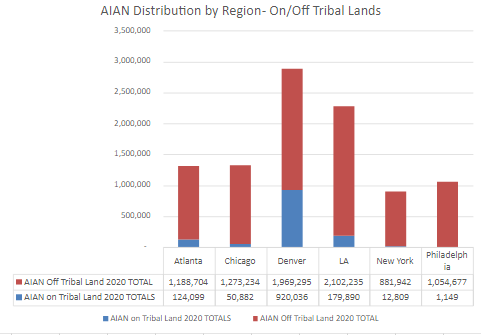 AIAN Distribution by Region- On/Off Tribal Lands
3,500,000
3,000,000
2,500,000
2,000,000
1,500,000
1,000,000
500,000
-
Atlanta Chicago Denver LA New York Philadelph
ia
AIAN Off Tribal Land 2020 TOTAL 1,188,704 1,273,234 1,969,295 2,102,235 881,942 1,054,677
AIAN on Tribal Land 2020 TOTALS 124,099 50,882 920,036 179,890 12,809 1,149
AIAN on Tribal Land 2020 TOTALS AIAN Off Tribal Land 2020 TOTAL